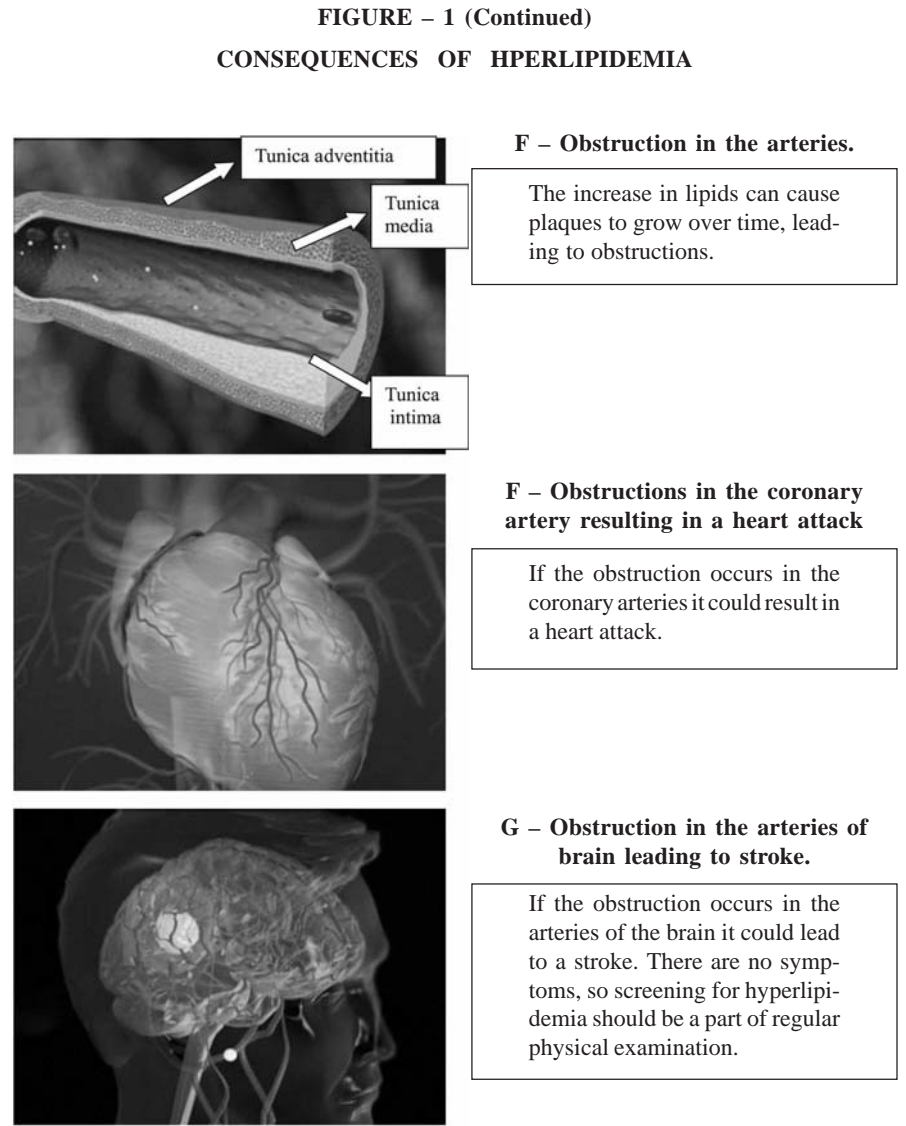 FIGURE – 1 (Continued)
CONSEQUENCES OF HPERLIPIDEMIA
Tunica adventitia
Tunica
media
Tunica
intima
F – Obstruction in the arteries.
The increase in lipids can cause
plaques to grow over time, lead-
ing to obstructions.
F – Obstructions in the coronary
artery resulting in a heart attack
If the obstruction occurs in the
coronary arteries it could result in
a heart attack.
G – Obstruction in the arteries of
brain leading to stroke.
If the obstruction occurs in the
arteries of the brain it could lead
to a stroke. There are no symp-
toms, so screening for hyperlipi-
demia should be a part of regular
physical examination.